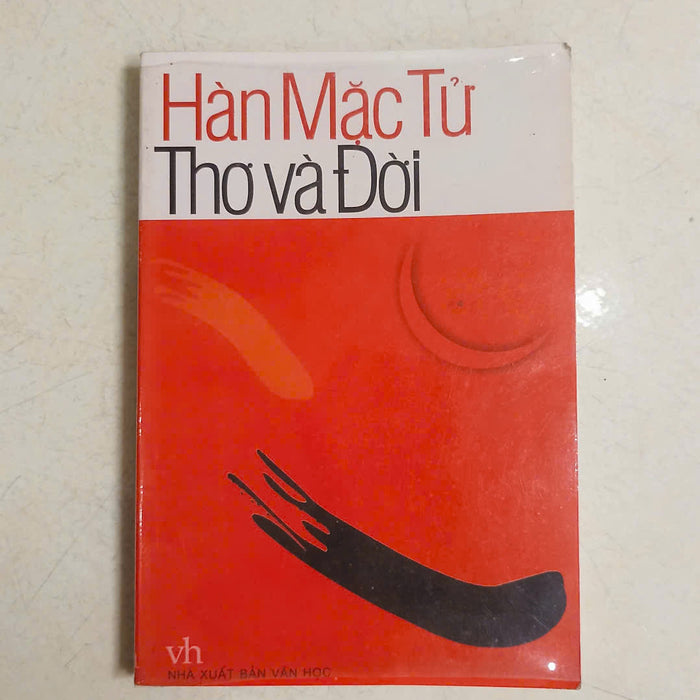 Hàn Mặc Tử
Thơ và Đời
vh
NHÀ XUẤT BẢN VĂN HỌC